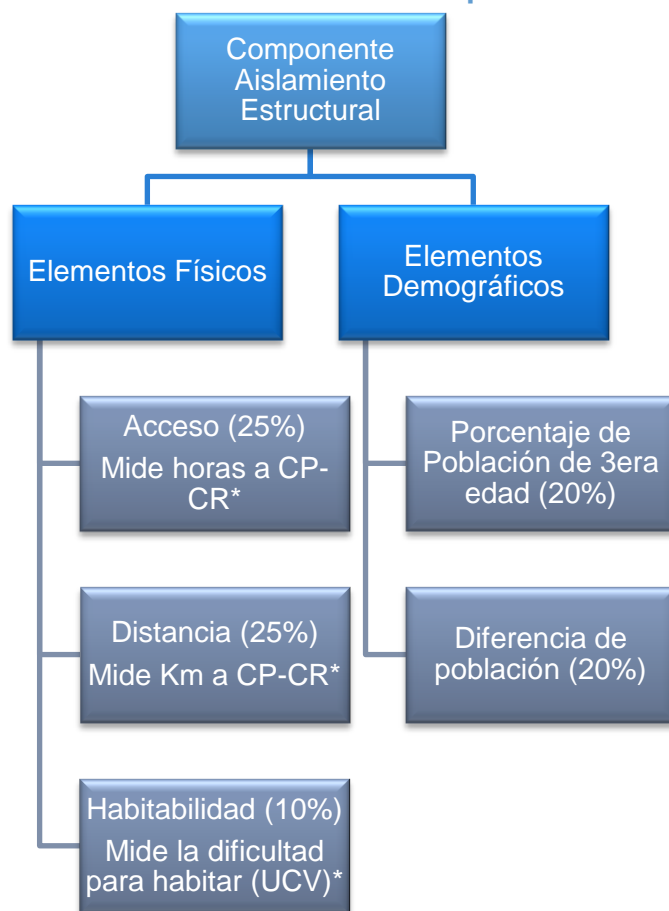 Componente
Aislamiento
Estructural
Elementos Físicos
Elementos
Demográficos
Acceso (25%)
Mide horas a CP-
CR*
Porcentaje de
Población de 3era
edad (20%)
Distancia (25%)
Mide Km a CP-CR*
Diferencia de
población (20%)
Habitabilidad (10%)
Mide la dificultad
para habitar (UCV)*